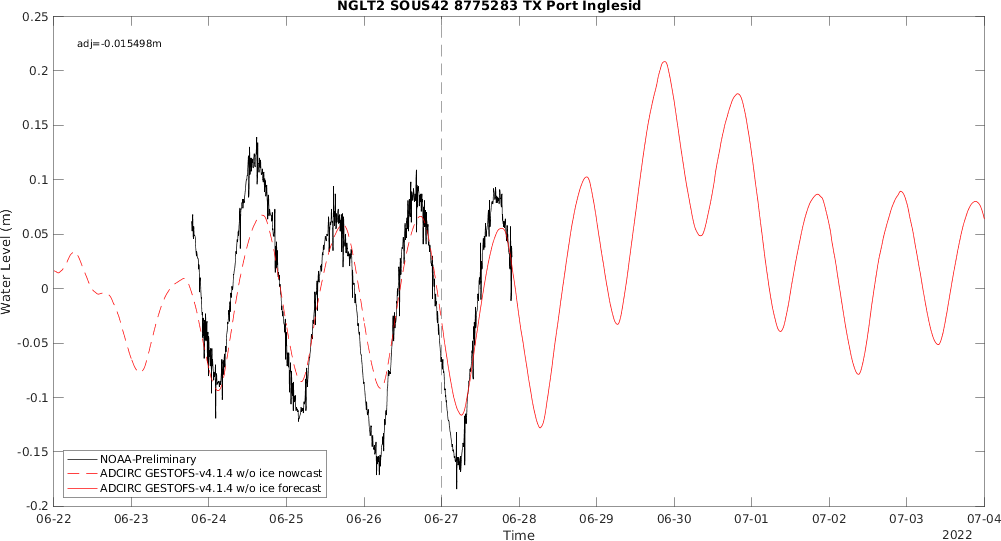 NGLT2 SOUS42 8775283 TX Port Inglesid
adj=-0.015498m
0.25
0.2
0.15
0.1
0.05
0
-0.05
-0.1
-0.15
-0.2
Water Level (m)
NOAA-Preliminary
ADCIRC GESTOFS-v4.1.4 w/o ice nowcast
ADCIRC GESTOFS-v4.1.4 w/o ice forecast
06-22 06-23 06-24 06-25 06-26 06-27 06-28 06-29 06-30 07-01 07-02 07-03 07-04
Time
2022